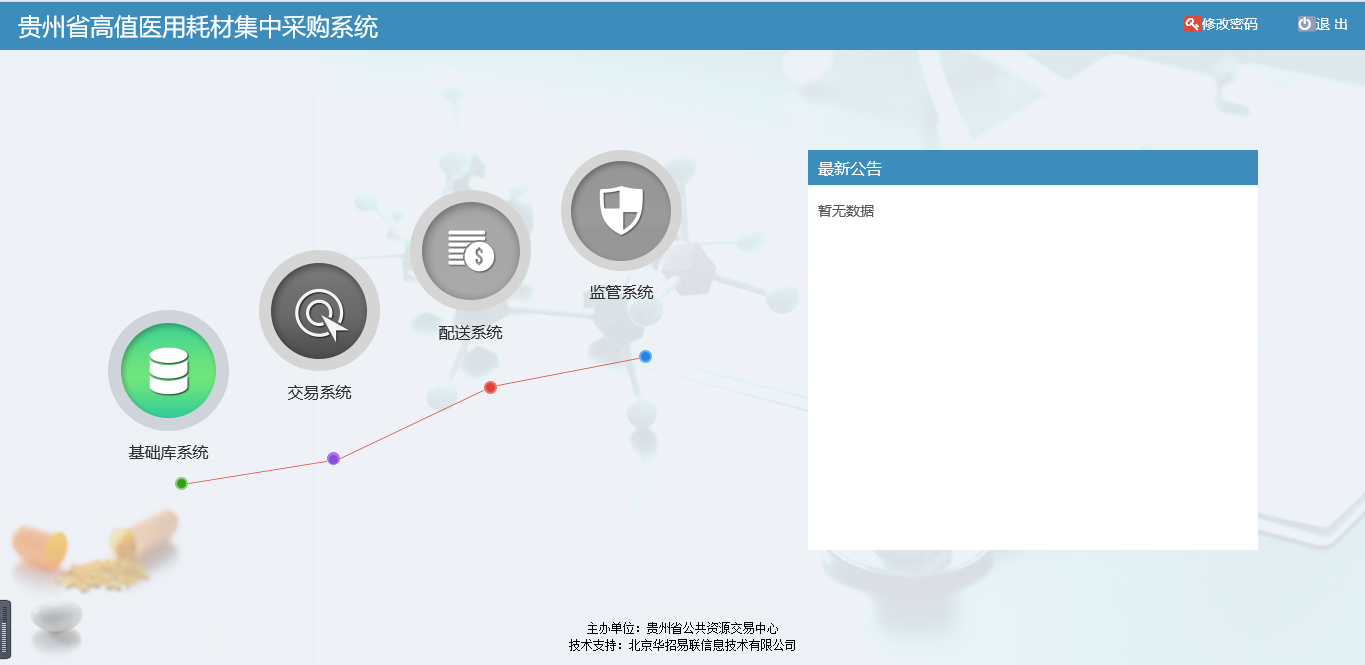 贵州省高值医用耗材集中采购系统
修改密码
退 出
最新公告
暂无数据
监管系统
配送系统
交易系统
基础库系统
主办单位：贵州省公共资源交易中心
技术支持：北京华招易联信息技术有限公司